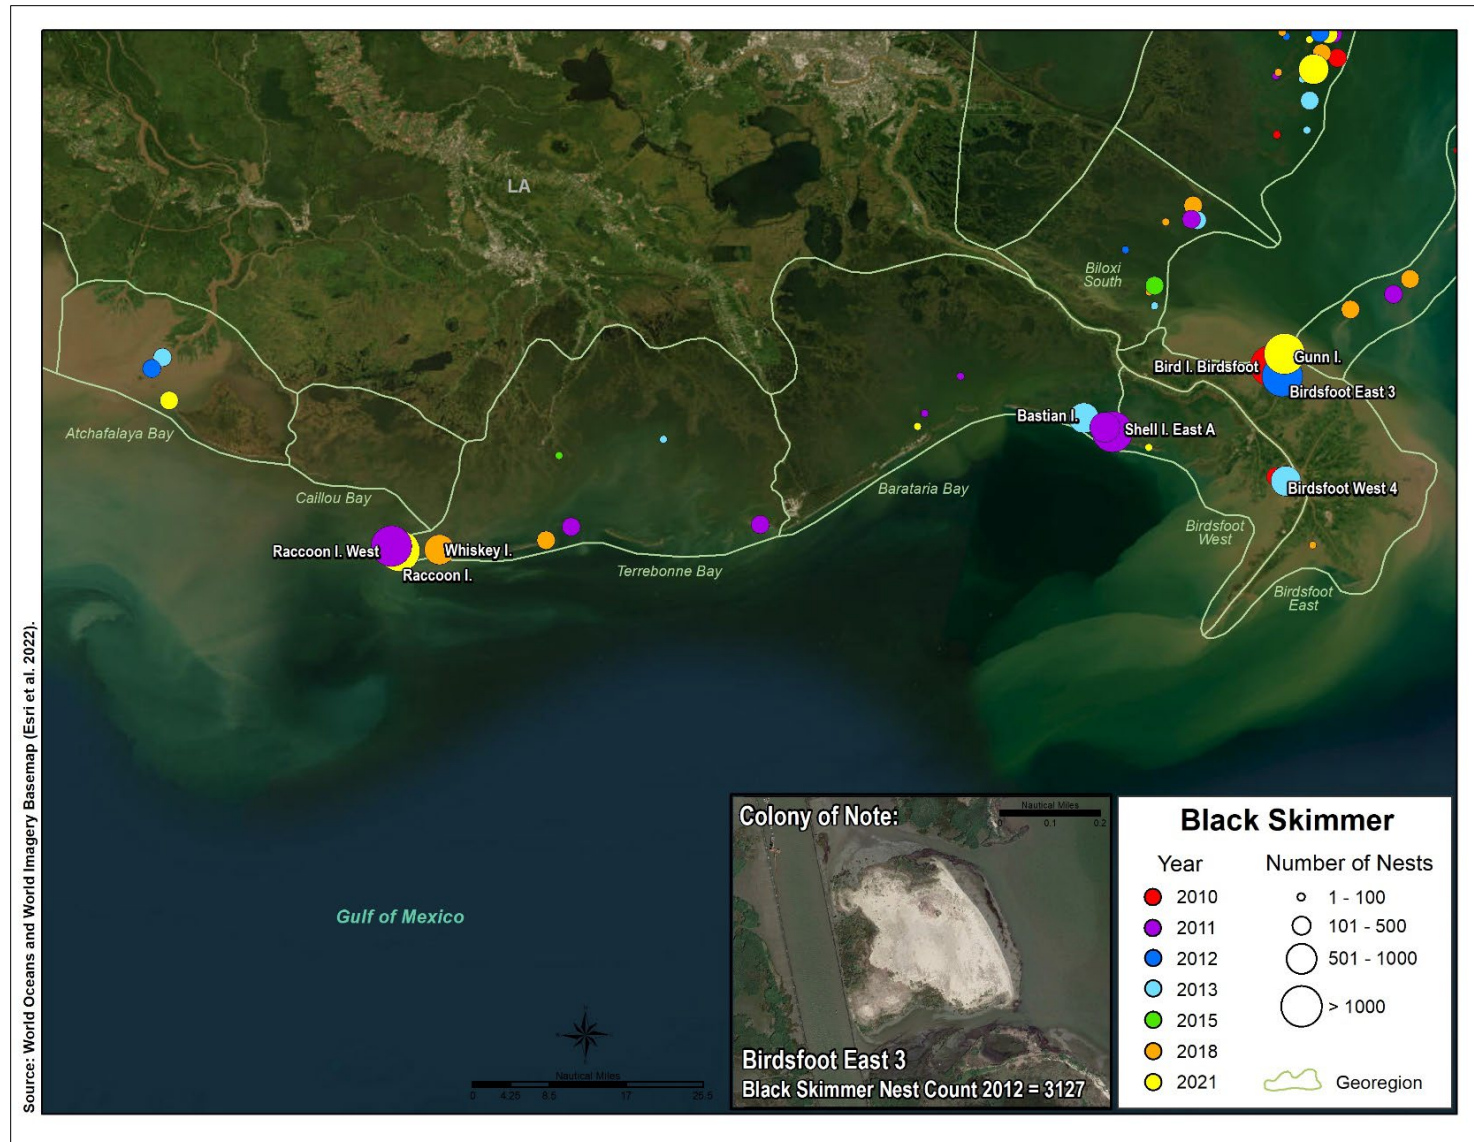 LA
Biloxi
South
Gunn I.
Bird I. Birdsfoot
Birdsfoot East 3
Bastian I.
Shell I. East A
Atchafalaya Bay
Caillou Bay
Barataria Bay
Birdsfoot West 4
Birdsfoot
West
Raccoon I. West
Whiskey I.
Raccoon I.
Terrebonne Bay
Birdsfoot
East
Source: World Oceans and World Imagery Basemap (Esri et al. 2022).
Gulf of Mexico
Nautical Miles
0 4.25 8.5 17 25.5
Colony of Note:
Nautical Miles
0 0.1 0.2
Birdsfoot East 3
Black Skimmer Nest Count 2012 = 3127
Black Skimmer
Year
Number of Nests
2010
2011
2012
2013
2015
2018
2021
1 - 100
101 - 500
501 - 1000
> 1000
Georegion